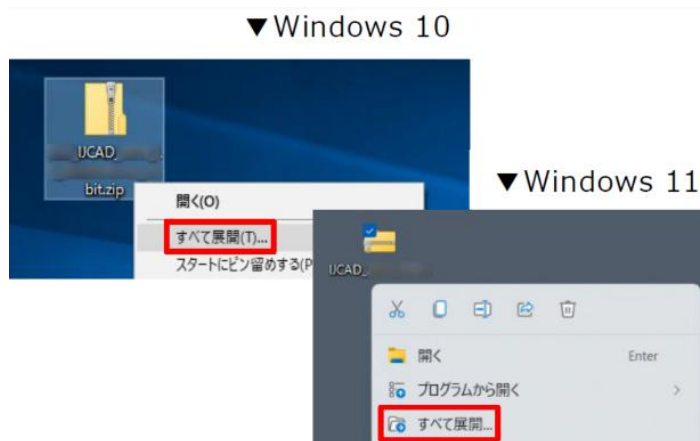 ▼Windows 10
IJCAD_
bit.zip
開く(O)
すべて展開(T)...
スタートにピン留めする(P
▼Windows 11
IJCAD_
開く Enter
プログラムから開く >
すべて展開...